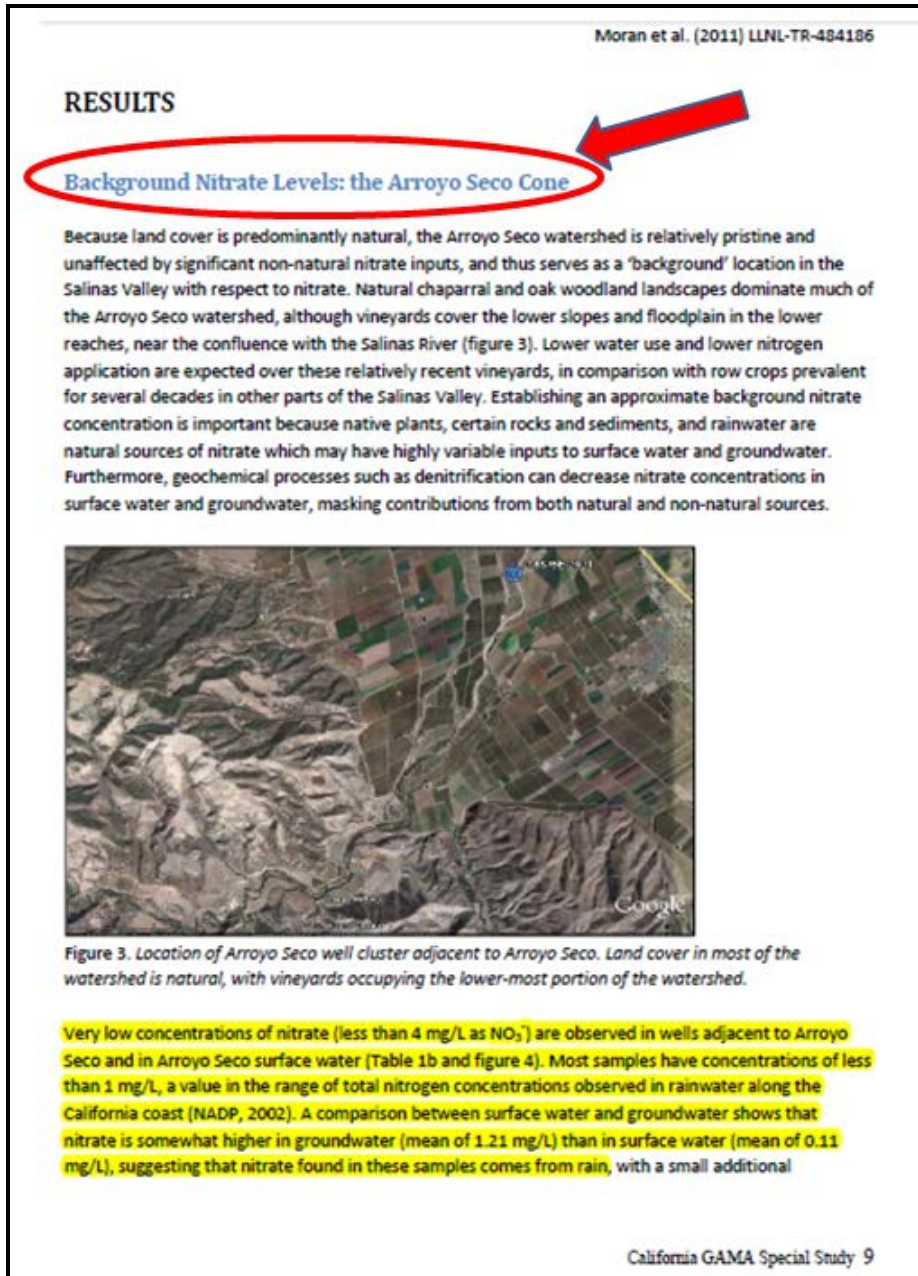 Moran et al. (2011) LLNL-TR-484186
RESULTS
Background Nitrate Levels: the Arroyo Seco Cone
Because land cover is predominantly natural, the Arroyo Seco watershed is relatively pristine and
unaffected by significant non-natural nitrate inputs, and thus serves as a ‘background’ location in the
Salinas Valley with respect to nitrate. Natural chaparral and oak woodland landscapes dominate much of
the Arroyo Seco watershed, although vineyards cover the lower slopes and floodplain in the lower
reaches, near the confluence with the Salinas River (figure 3). Lower water use and lower nitrogen
application are expected over these relatively recent vineyards, in comparison with row crops prevalent
for several decades in other parts of the Salinas Valley. Establishing an approximate background nitrate
concentration is important because native plants, certain rocks and sediments, and rainwater are
natural sources of nitrate which may have highly variable inputs to surface water and groundwater.
Furthermore, geochemical processes such as denitrification can decrease nitrate concentrations in
surface water and groundwater, masking contributions from both natural and non-natural sources.
Google
Figure 3. Location of Arroyo Seco well cluster adjacent to Arroyo Seco. Land cover in most of the
watershed is natural, with vineyards occupying the lower-most portion of the watershed.
Very low concentrations of nitrate (less than 4 mg/L as NO₃⁻) are observed in wells adjacent to Arroyo
Seco and in Arroyo Seco surface water (Table 1b and figure 4). Most samples have concentrations of less
than 1 mg/L, a value in the range of total nitrogen concentrations observed in rainwater along the
California coast (NADP, 2002). A comparison between surface water and groundwater shows that
nitrate is somewhat higher in groundwater (mean of 1.21 mg/L) than in surface water (mean of 0.11
mg/L), suggesting that nitrate found in these samples comes from rain, with a small additional
California GAMA Special Study 9